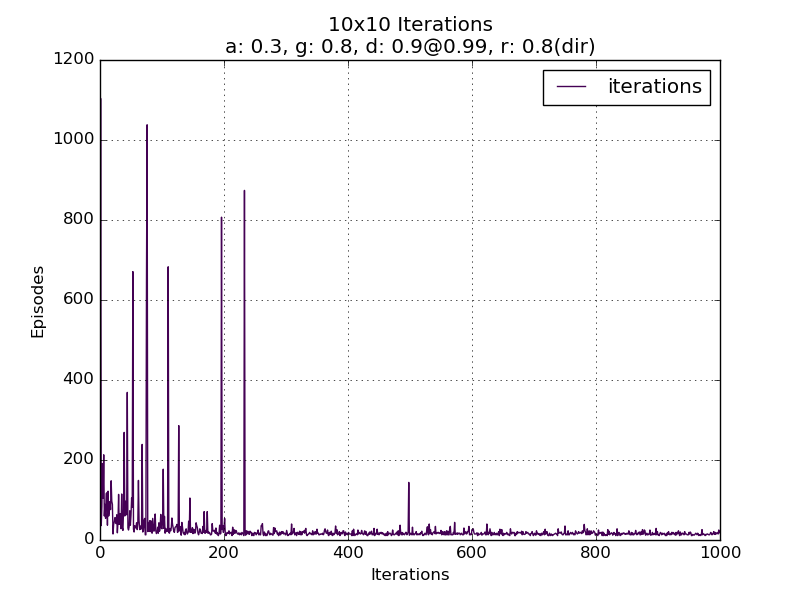 10x10 Iterations
a: 0.3, g: 0.8, d: 0.9@0.99, r: 0.8(dir)
iterations
1200
1000
800
600
400
200
0
Episodes
0 200 400 600 800 1000
Iterations